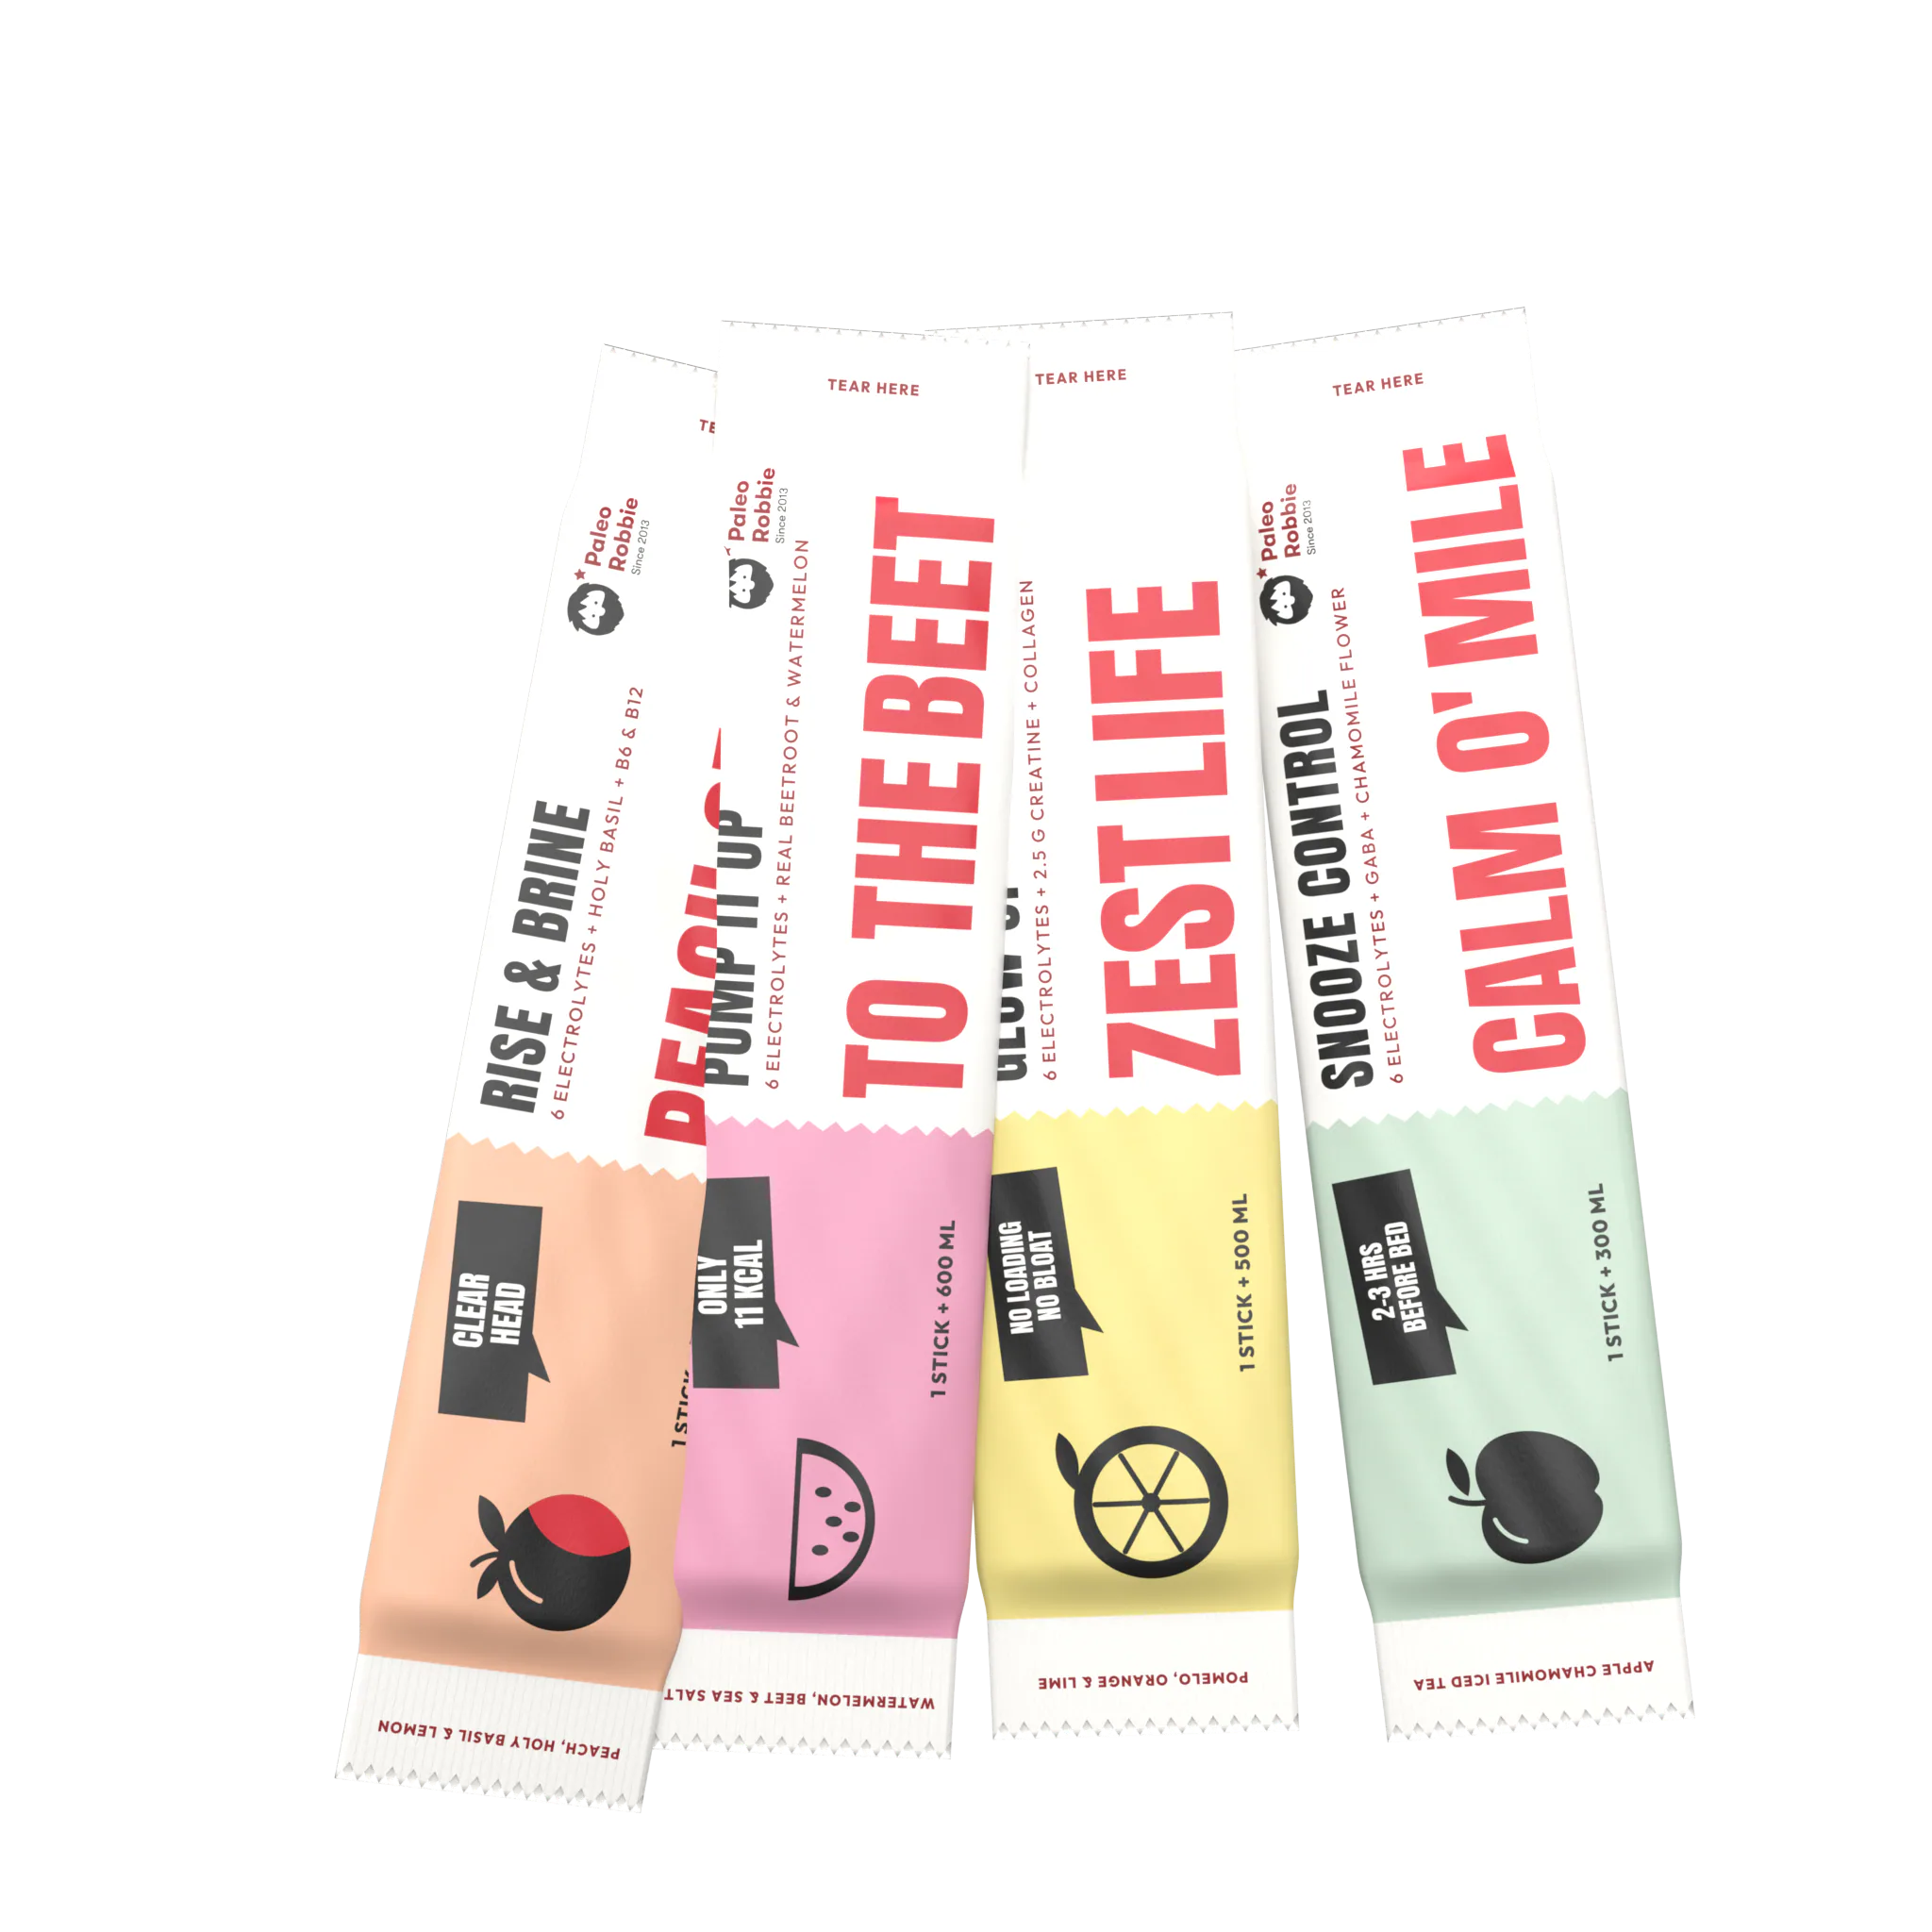 Paleo
Robbie
Since 2013
RISE & BRINE
6 ELECTROLYTES + HOLY BASIL + B6 & B12
CLEAR
HEAD
1 STICK
PEACH, HOLY BASIL & LEMON
TEAR HERE
Paleo
Robbie
Since 2013
PUMP IT UP
6 ELECTROLYTES + REAL BEETROOT & WATERMELON
TO THE BEET
ONLY
11 KCAL
1 STICK + 600 ML
WATERMELON, BEET & SEA SALT
TEAR HERE
6 ELECTROLYTES + 2.5 G CREATINE + COLLAGEN
ZEST LIFE
NO LOADING
NO BLOAT
1 STICK + 500 ML
POMELO, ORANGE & LIME
TEAR HERE
Paleo
Robbie
Since 2013
SNOOZE CONTROL
6 ELECTROLYTES + GABA + CHAMOMILE FLOWER
CALM O' MILE
2-3 HRS
BEFORE BED
1 STICK + 300 ML
APPLE CHAMOMILE ICED TEA